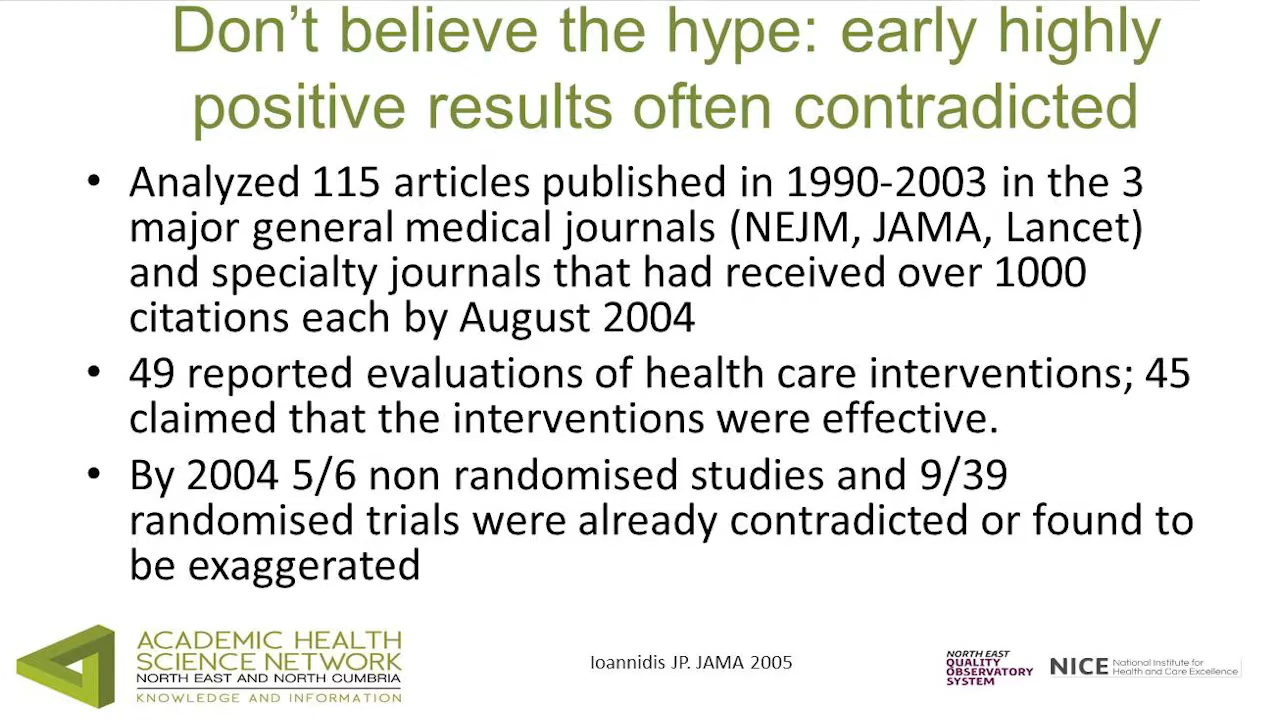 Don't believe the hype: early highly
positive results often contradicted
• Analyzed 115 articles published in 1990-2003 in the 3
major general medical journals (NEJM, JAMA, Lancet)
and specialty journals that had received over 1000
citations each by August 2004
• 49 reported evaluations of health care interventions; 45
claimed that the interventions were effective.
• By 2004 5/6 non randomised studies and 9/39
randomised trials were already contradicted or found to
be exaggerated
ACADEMIC HEALTH
SCIENCE NETWORK
NORTH EAST AND NORTH CUMBRIA
KNOWLEDGE AND INFORMATION
Ioannidis JP. JAMA 2005
NORTH EAST
QUALITY
OBSERVATORY
SYSTEM
NICE National Institute for
Health and Care Excellence